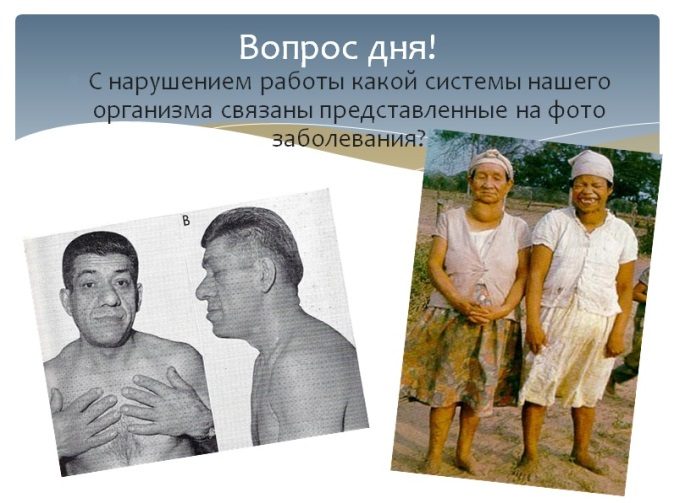 Вопрос дня!
С нарушением работы какой системы нашего
организма связаны представленные на фото
заболевания?
B